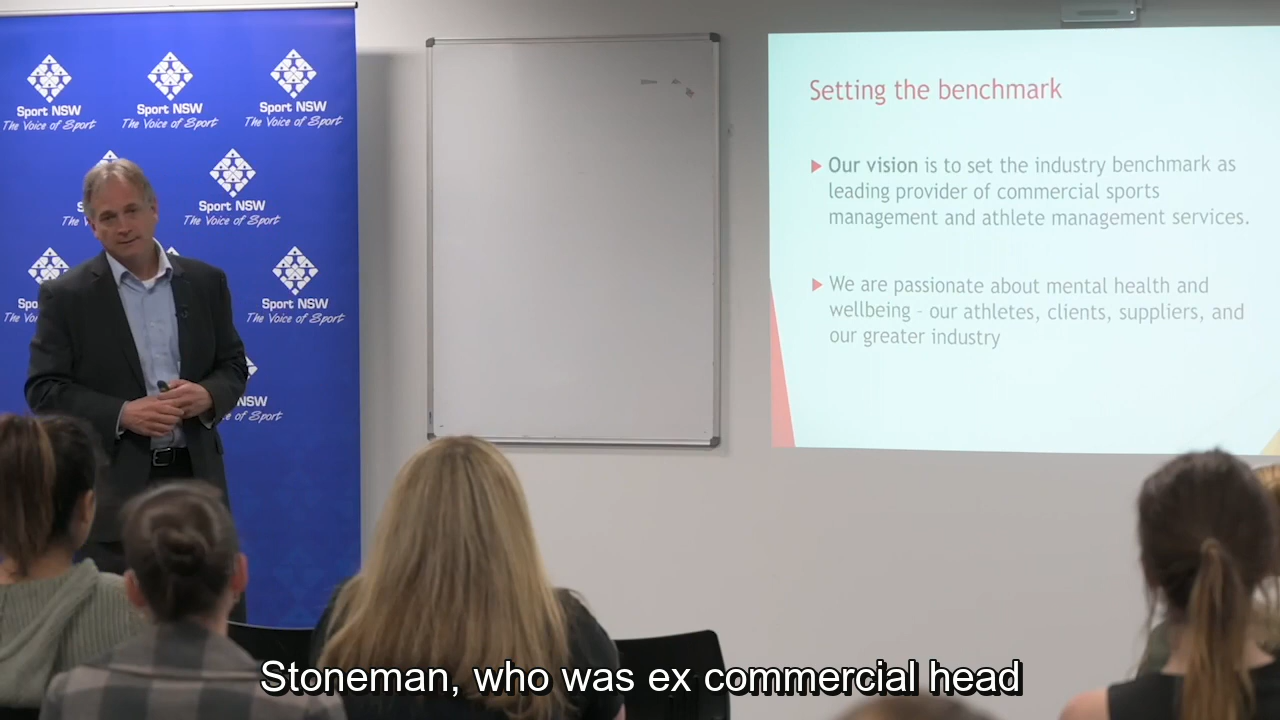 Sport NSW
The Voice of Sport
Sport NSW
The Voice of Sport
Sport NSW
The Voice of Sport
Sport NSW
The Voice of Sport
Sport NSW
The Voice of Sport
NSW
of Sport
Setting the benchmark
Our vision is to set the industry benchmark as
leading provider of commercial sports
management and athlete management services.
We are passionate about mental health and
wellbeing - our athletes, clients, suppliers, and
our greater industry
Stoneman, who was ex commercial head